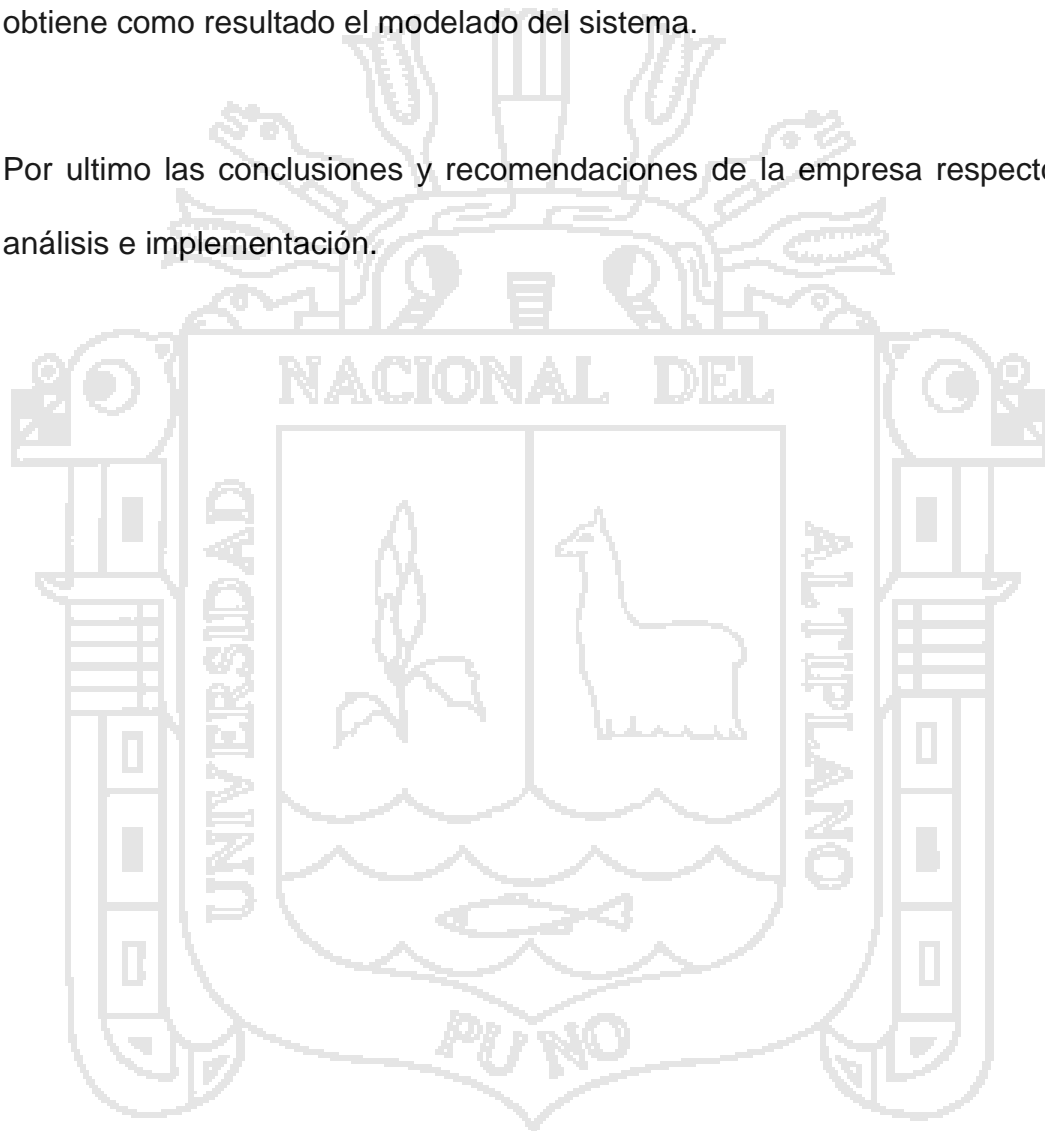 obtiene como resultado el modelado del sistema.
Por ultimo las conclusiones y recomendaciones de la empresa respecto
análisis e implementación.
NACIONAL DEL
UNIVERSIDAD
ALTIPLANO
PUNO